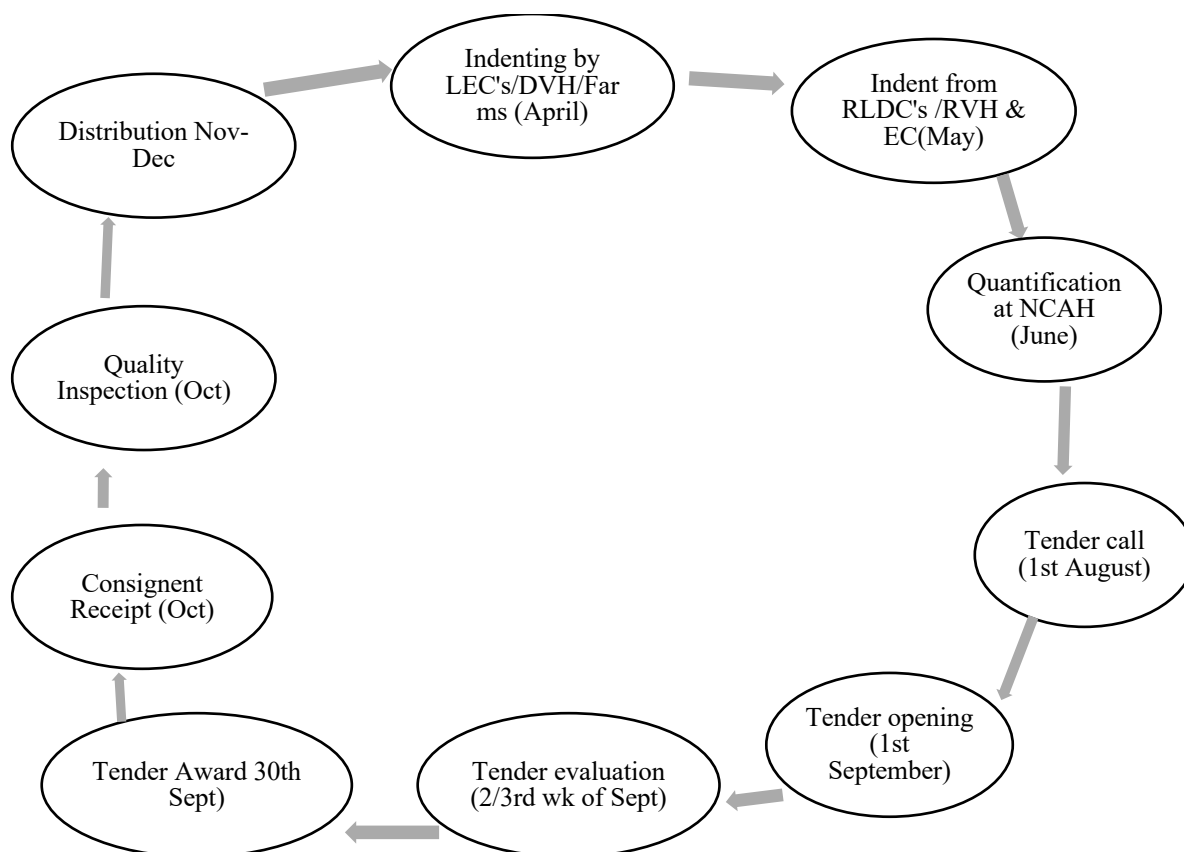 Indenting by
LEC's/DVH/Far
ms (April)
Indent from
RLDC's /RVH &
EC(May)
Quantification
at NCAH
(June)
Tender call
(1st August)
Tender opening
(1st
September)
Tender evaluation
(2/3rd wk of Sept)
Tender Award 30th
Sept)
Consignent
Receipt (Oct)
Quality
Inspection (Oct)
Distribution Nov-
Dec